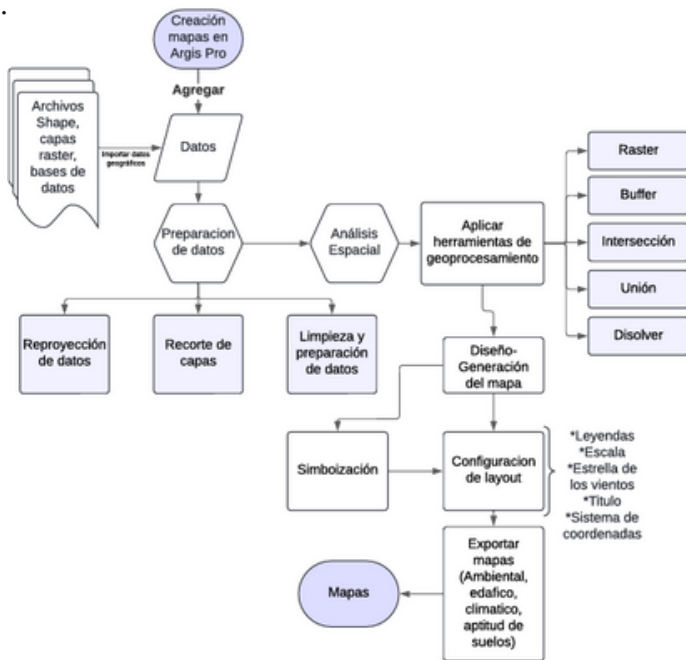 .
Creación
mapas en
Argis Pro
Agregar
Archivos
Shape,
capas
raster,
bases de
datos
Importar datos
geográficos
Datos
Preparacion
de datos
Análisis
Espacial
Aplicar
herramientas de
geoprocesamiento
Raster
Buffer
Intersección
Unión
Disolver
Reproyección
de datos
Recorte de
capas
Limpieza y
preparación
de datos
Diseño-
Generación
del mapa
Simboización
Configuracion
de layout
*Leyendas
*Escala
*Estrella de
los vientos
*Titulo
*Sistema de
coordenadas
Exportar
mapas
(Ambiental,
edafico,
climatico,
aptitud de
suelos)
Mapas